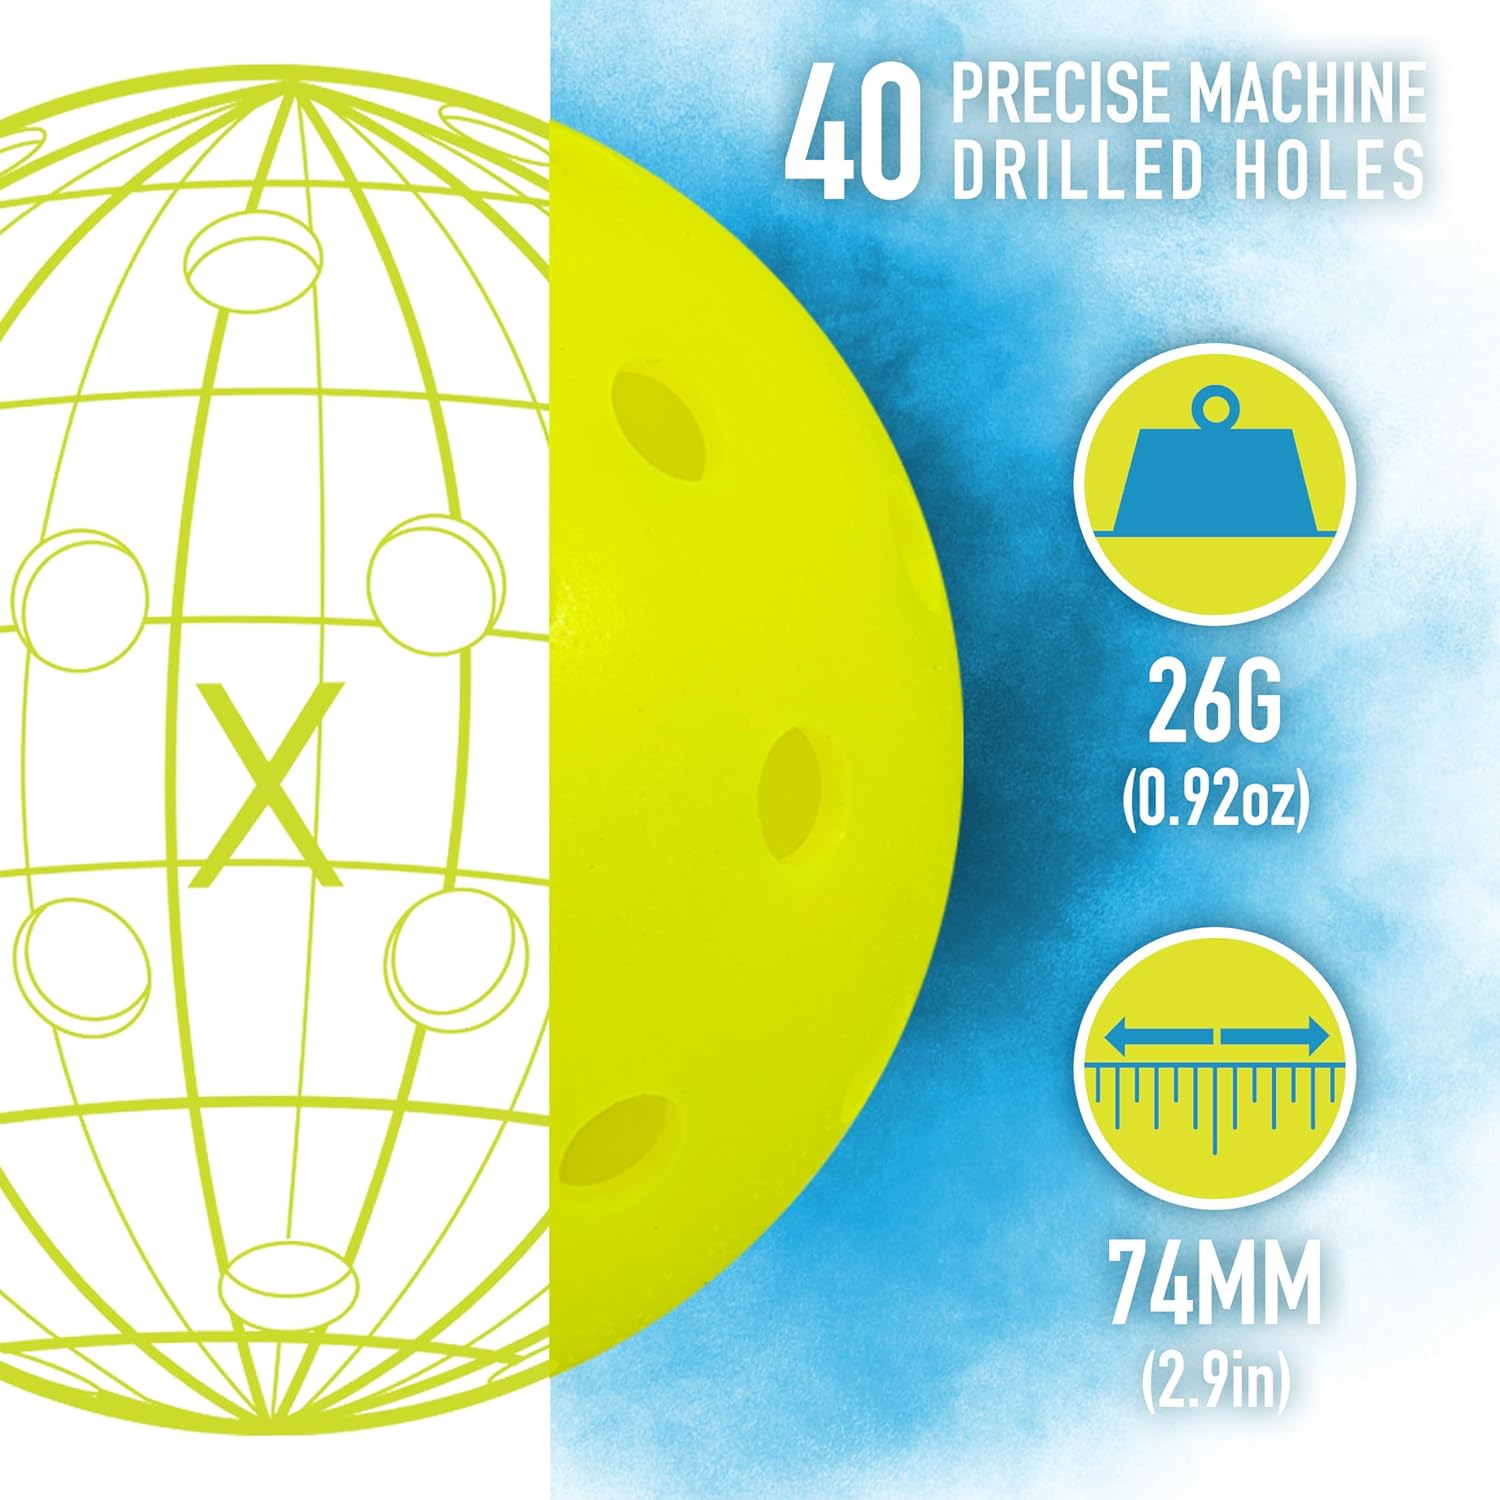 40 PRECISE MACHINE
DRILLED HOLES
X
26G
(0.92oz)
74MM
(2.9in)